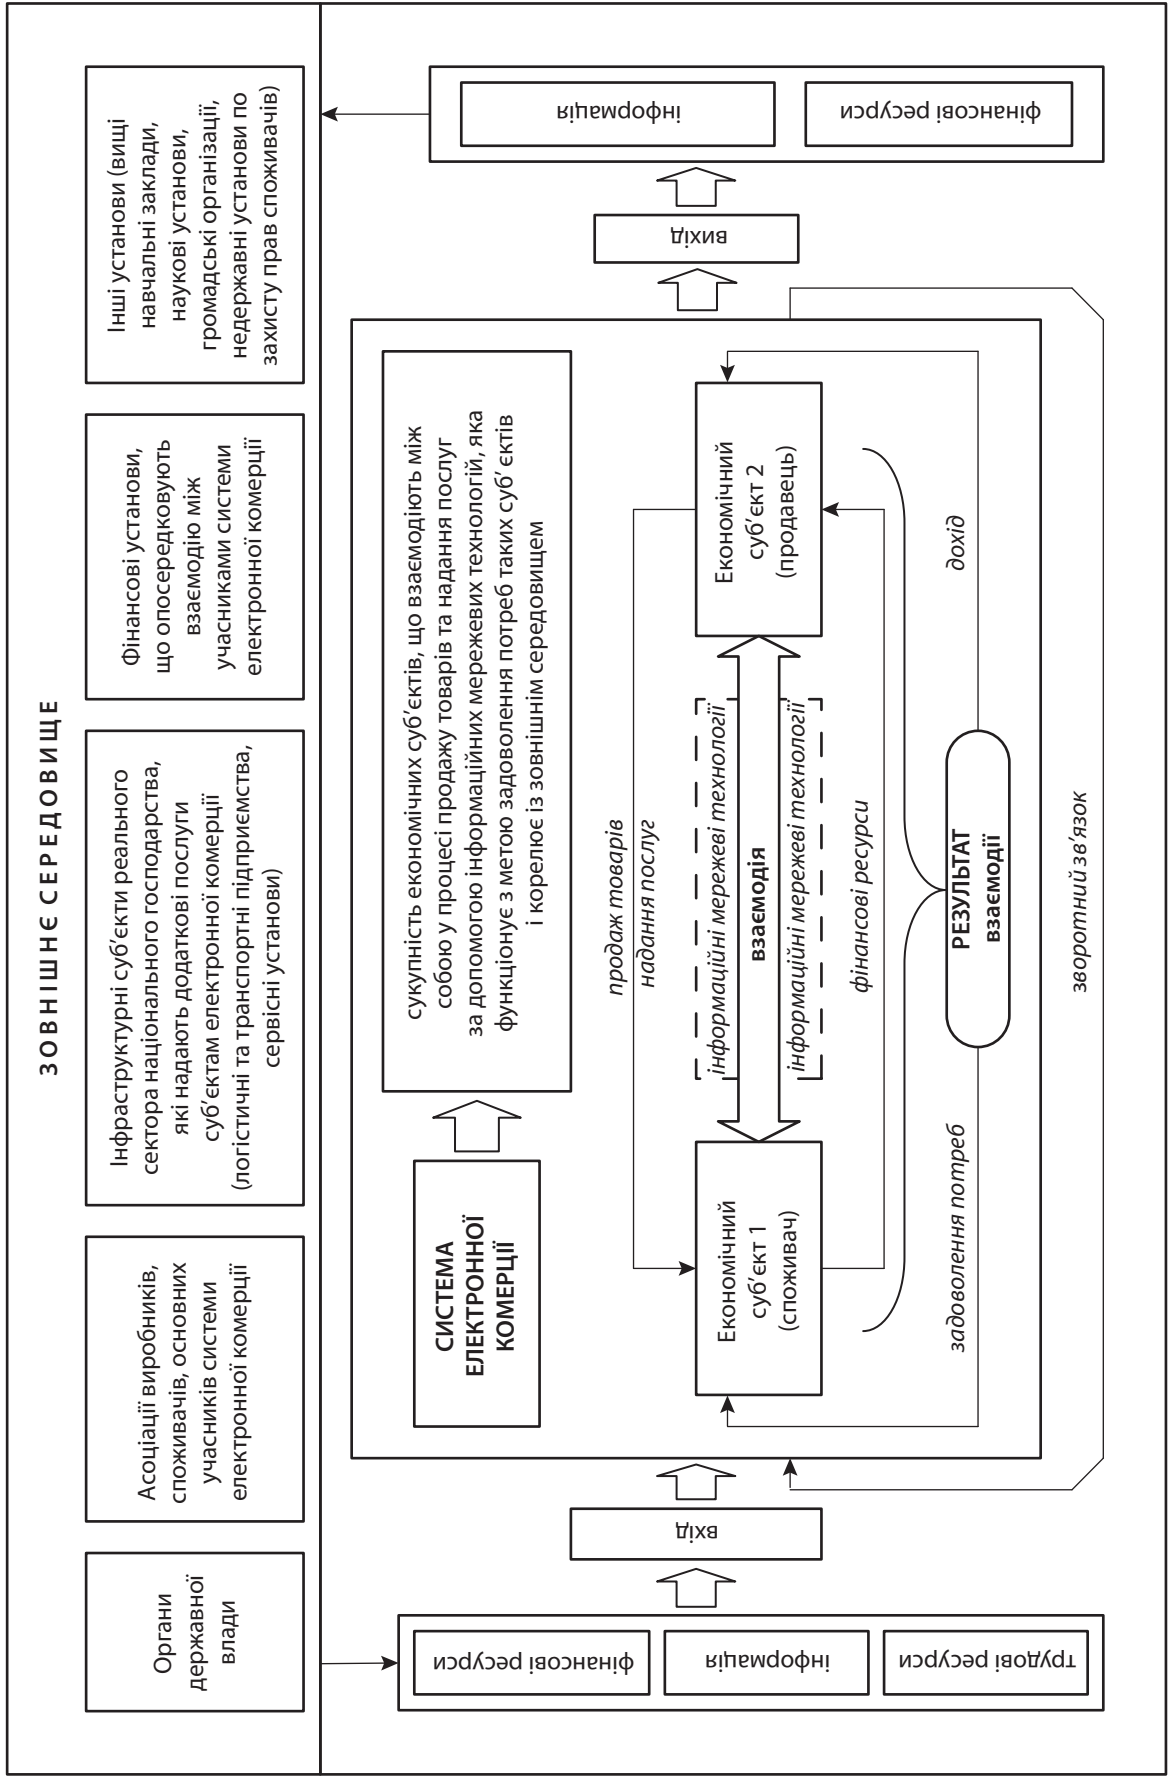 ЗОВНІШНЄ СЕРЕДОВИЩЕ
Органи
державної
влади
Асоціації виробників,
споживачів, основних
учасників системи
електронної комерції
Інфраструктурні суб’єкти реального
сектора національного господарства,
які надають додаткові послуги
суб’єктам електронної комерції
(логістичні та транспортні підприємства,
сервісні установи)
Фінансові установи,
що опосередковують
взаємодію між
учасниками системи
електронної комерції
Інші установи (вищі
навчальні заклади,
наукові установи,
громадські організації,
недержавні установи по
захисту прав споживачів)
фінансові ресурси
інформація
трудові ресурси
вхід
СИСТЕМА
ЕЛЕКТРОННОЇ
КОМЕРЦІЇ
сукупність економічних суб’єктів, що взаємодіють між
собою у процесі продажу товарів та надання послуг
за допомогою інформаційних мережевих технологій, яка
функціонує з метою задоволення потреб таких суб’єктів
і корелює із зовнішнім середовищем
продаж товарів
надання послуг
Економічний
суб’єкт 1
(споживач)
інформаційні мережеві технології
взаємодія
інформаційні мережеві технології
Економічний
суб’єкт 2
(продавець)
фінансові ресурси
задоволення потреб
РЕЗУЛЬТАТ
взаємодії
дохід
зворотний зв’язок
вихід
інформація
фінансові ресурси